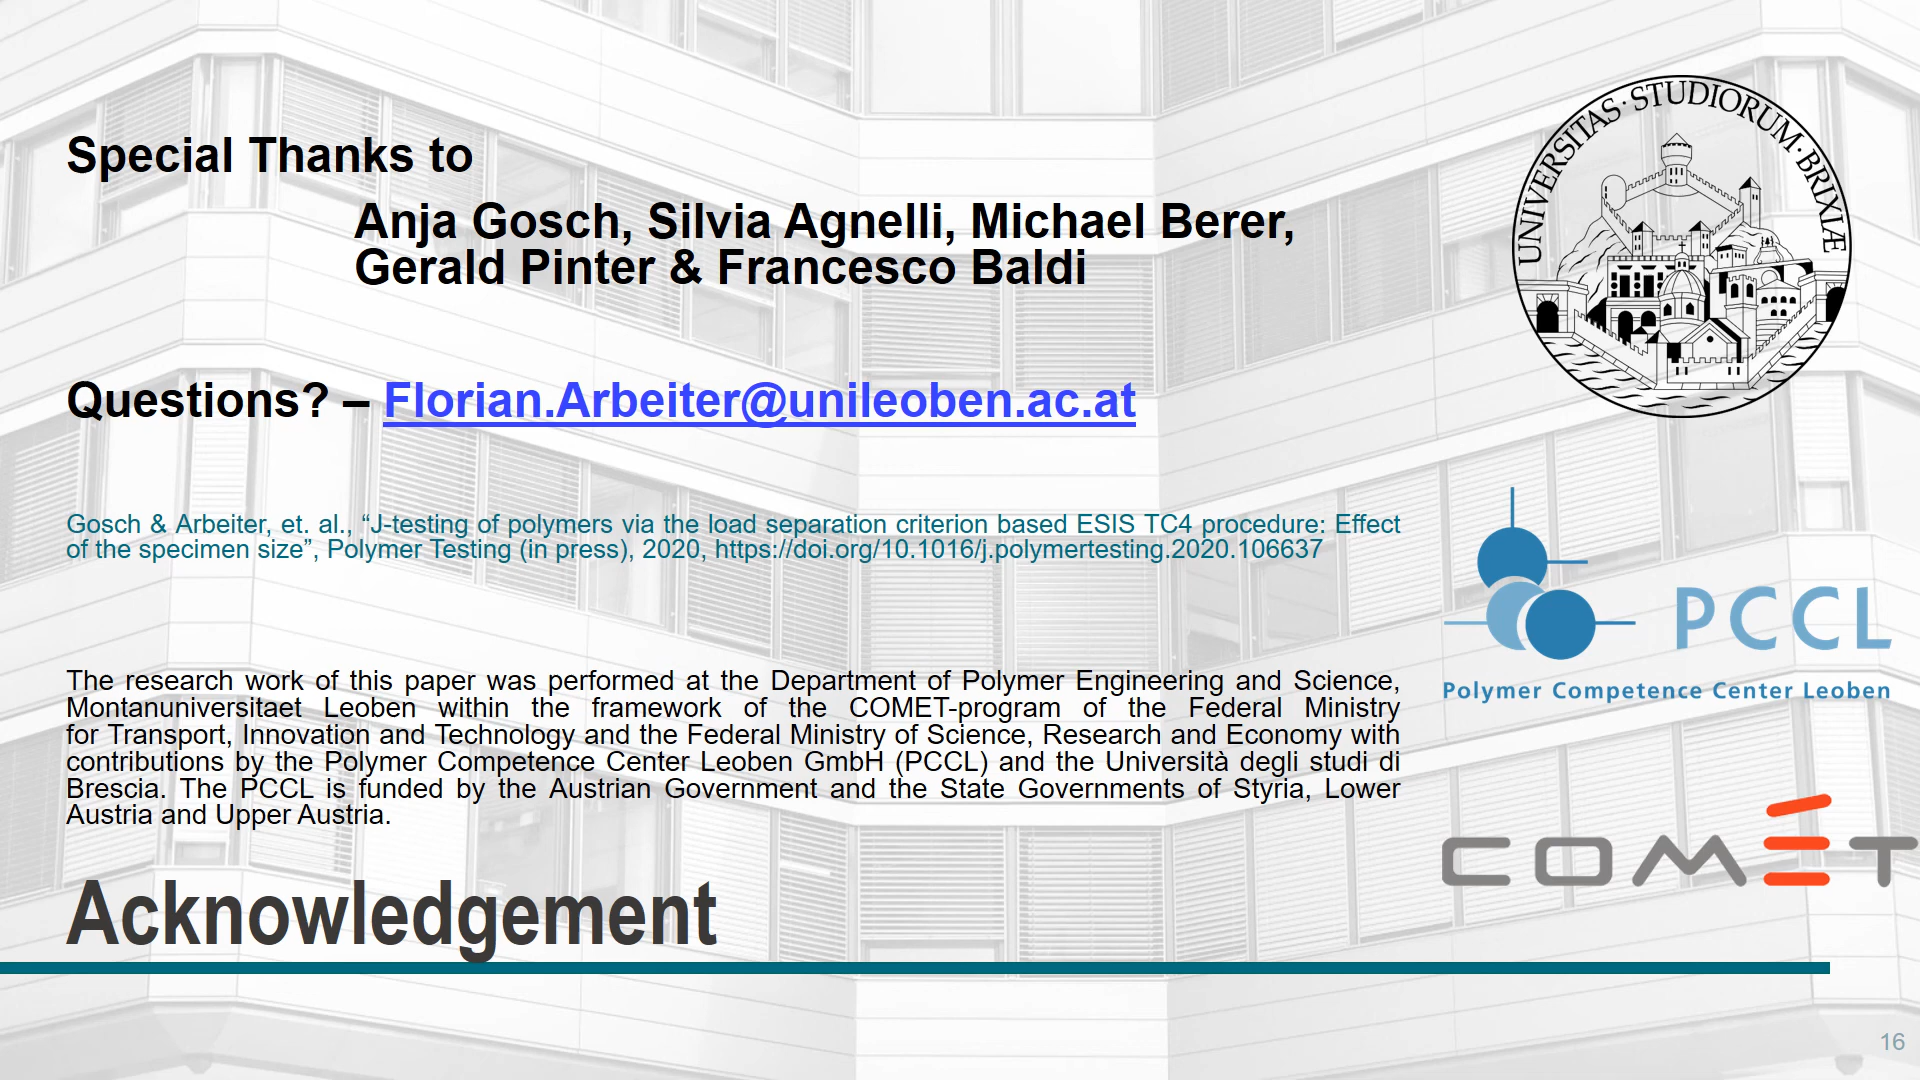 Special Thanks to
Anja Gosch, Silvia Agnelli, Michael Berer,
Gerald Pinter & Francesco Baldi
Questions? – Florian.Arbeiter@unileoben.ac.at
Gosch & Arbeiter, et. al., “J-testing of polymers via the load separation criterion based ESIS TC4 procedure: Effect
of the specimen size”, Polymer Testing (in press), 2020, https://doi.org/10.1016/j.polymertesting.2020.106637
The research work of this paper was performed at the Department of Polymer Engineering and Science,
Montanuniversitaet Leoben within the framework of the COMET-program of the Federal Ministry
for Transport, Innovation and Technology and the Federal Ministry of Science, Research and Economy with
contributions by the Polymer Competence Center Leoben GmbH (PCCL) and the Università degli studi di
Brescia. The PCCL is funded by the Austrian Government and the State Governments of Styria, Lower
Austria and Upper Austria.
Acknowledgement
UNIVERSITAS·STUDIORUM·BRIXIÆ
PCCL
Polymer Competence Center Leoben
COMET
16